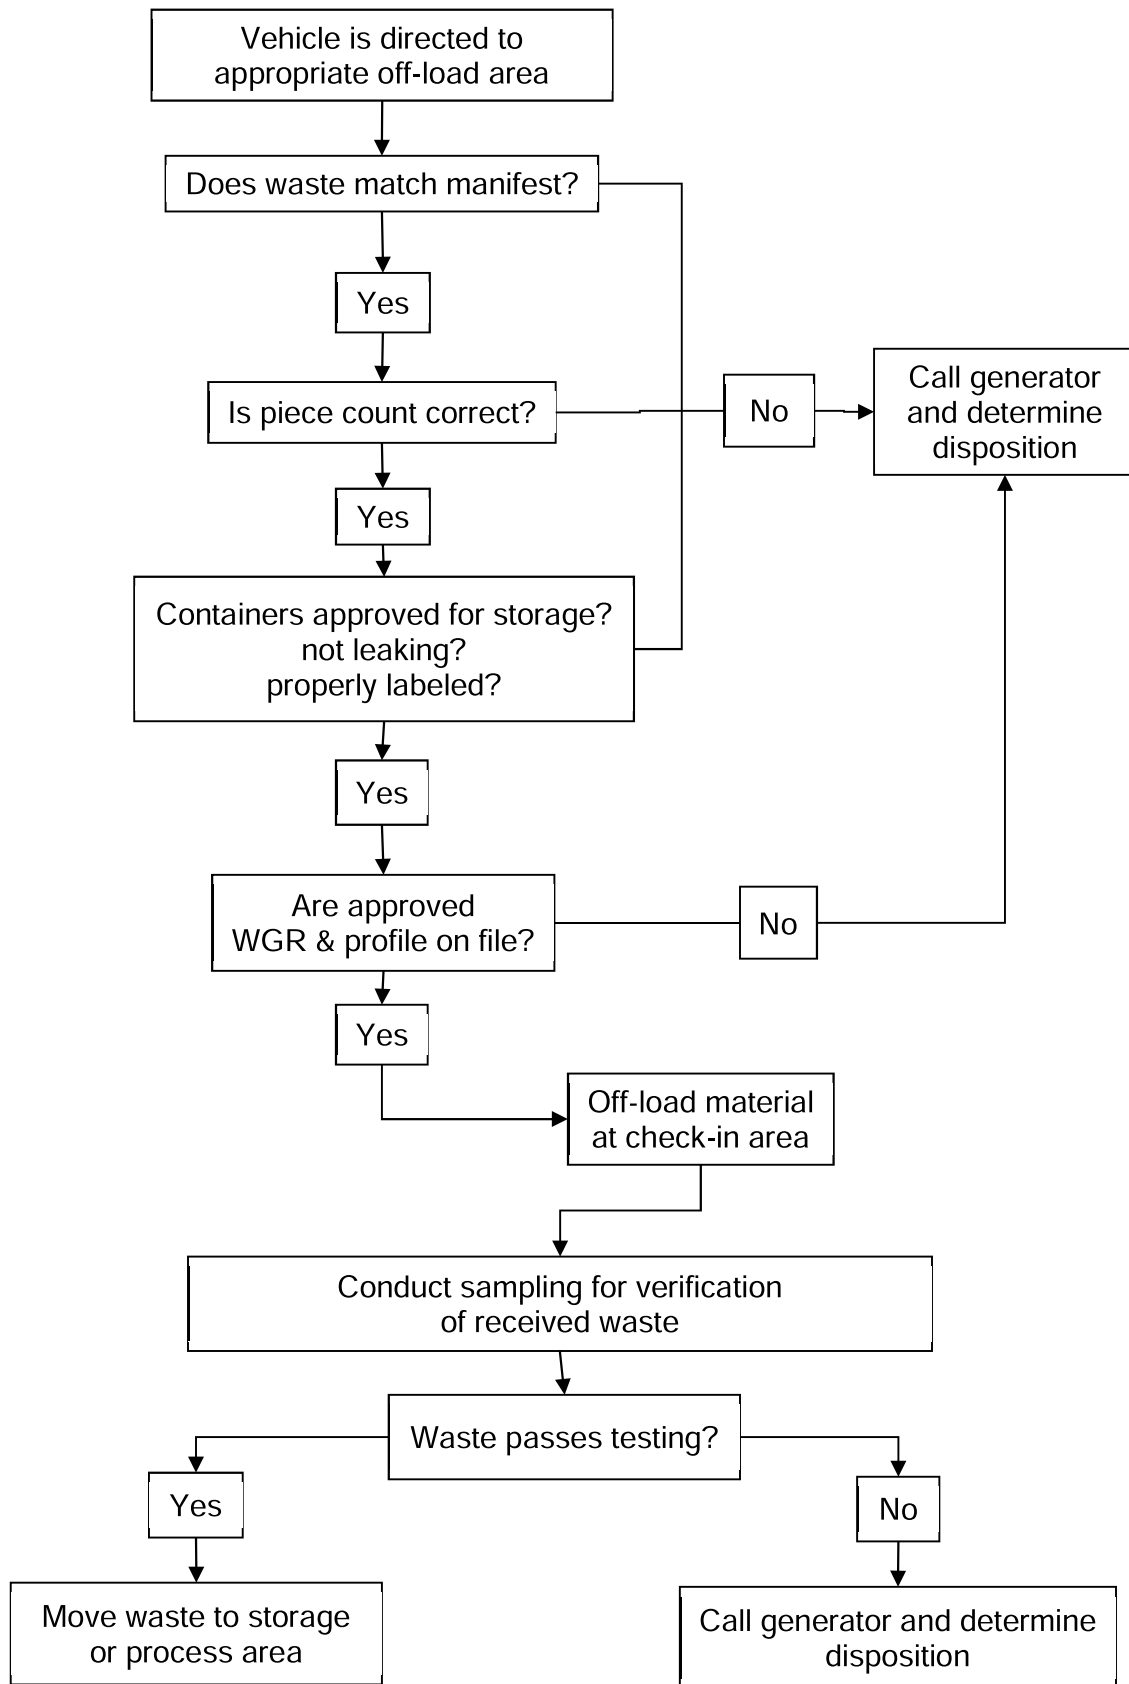 Vehicle is directed to
appropriate off-load area
Does waste match manifest?
Yes
Is piece count correct?
No
Call generator
and determine
disposition
Yes
Containers approved for storage?
not leaking?
properly labeled?
Yes
Are approved
WGR & profile on file?
No
Yes
Off-load material
at check-in area
Conduct sampling for verification
of received waste
Waste passes testing?
Yes
No
Move waste to storage
or process area
Call generator and determine
disposition